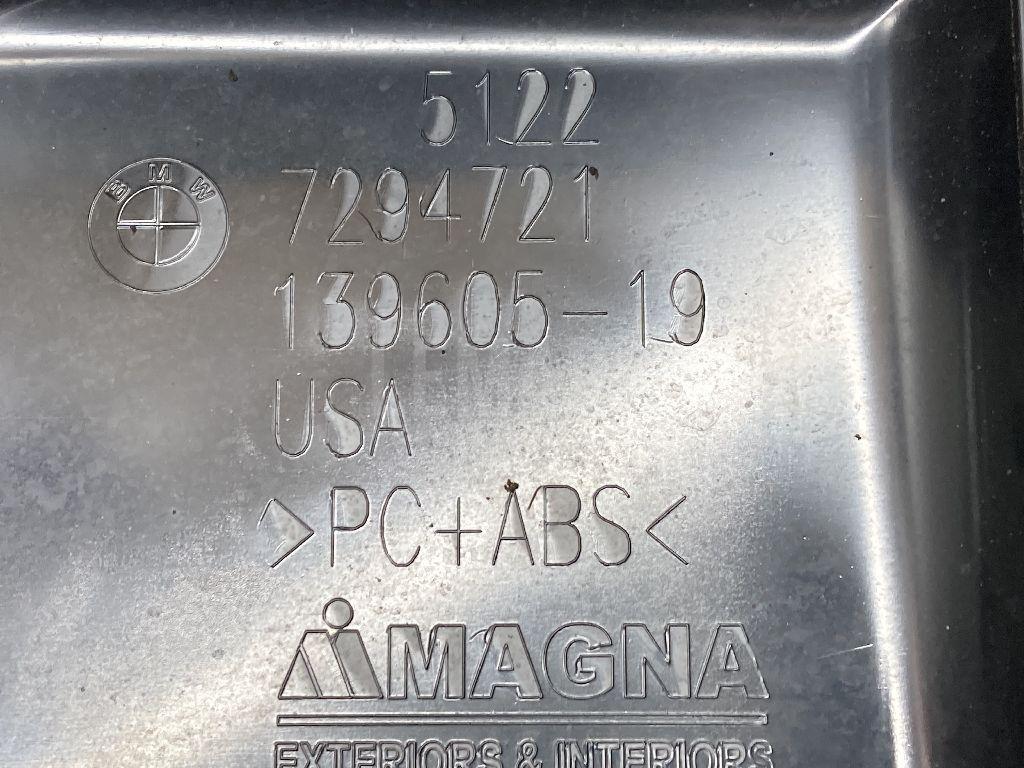 5122
BMW
7294721
139605-19
USA
>PC+ABS<
MAGNA
EXTERIORS & INTERIORS